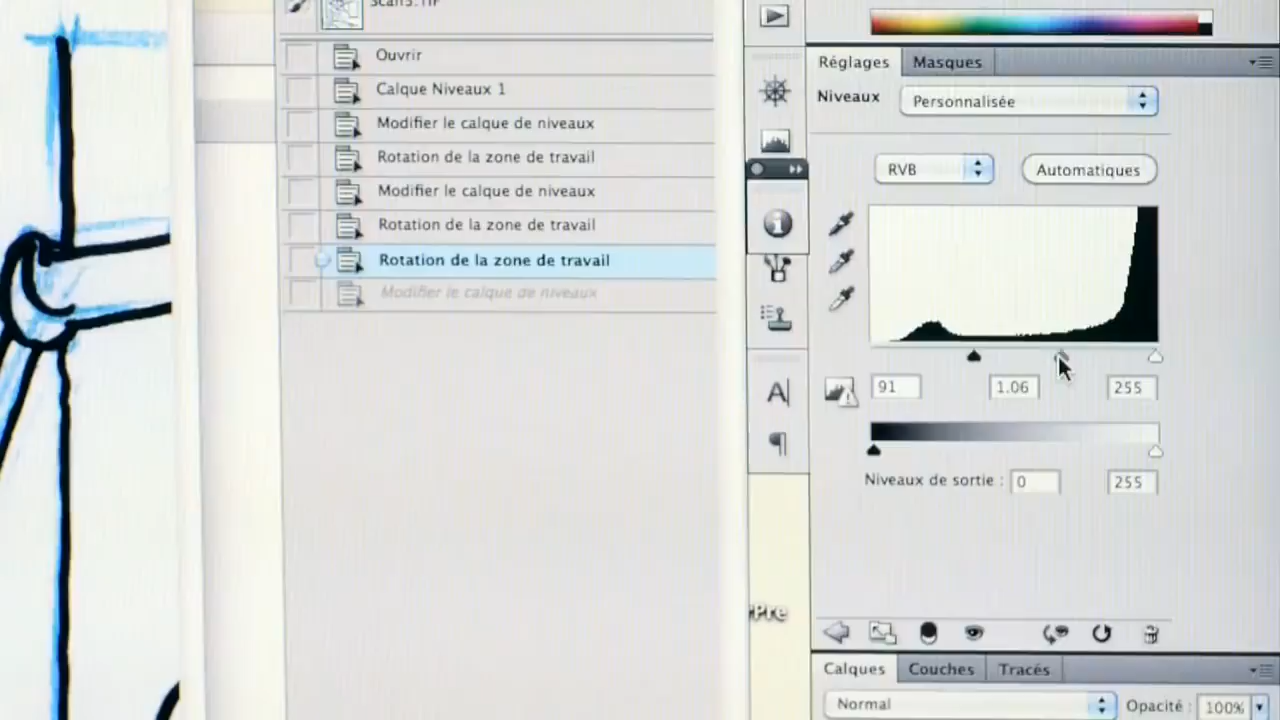 Scan5.TIF
Ouvrir
Calque Niveaux 1
Modifier le calque de niveaux
Rotation de la zone de travail
Modifier le calque de niveaux
Rotation de la zone de travail
Rotation de la zone de travail
Modifier le calque de niveaux
Réglages Masques
Niveaux Personnalisée
RVB Automatiques
91 1.06 255
Niveaux de sortie : 0 255
A
¶
Calques Couches Tracés
Normal Opacité : 100%